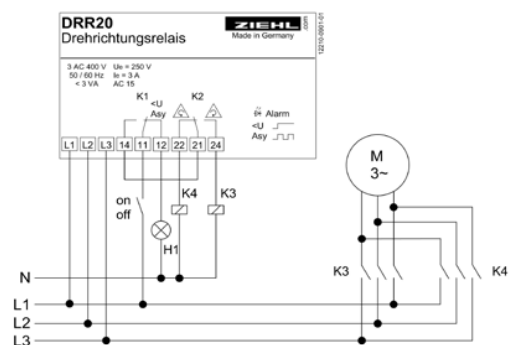 DRR20
Drehrichtungsrelais
ZIEHL.com
Made in Germany
12210-0901-01
3 AC 400 V Ue = 250 V
50 / 60 Hz Ie = 3 A
< 3 VA AC 15
K1 K2
<U
Asy
Alarm
<U
Asy
L1 L2 L3 14 11 12 22 21 24
on
off
K4 K3
H1
M
3~
K3 K4
N
L1
L2
L3